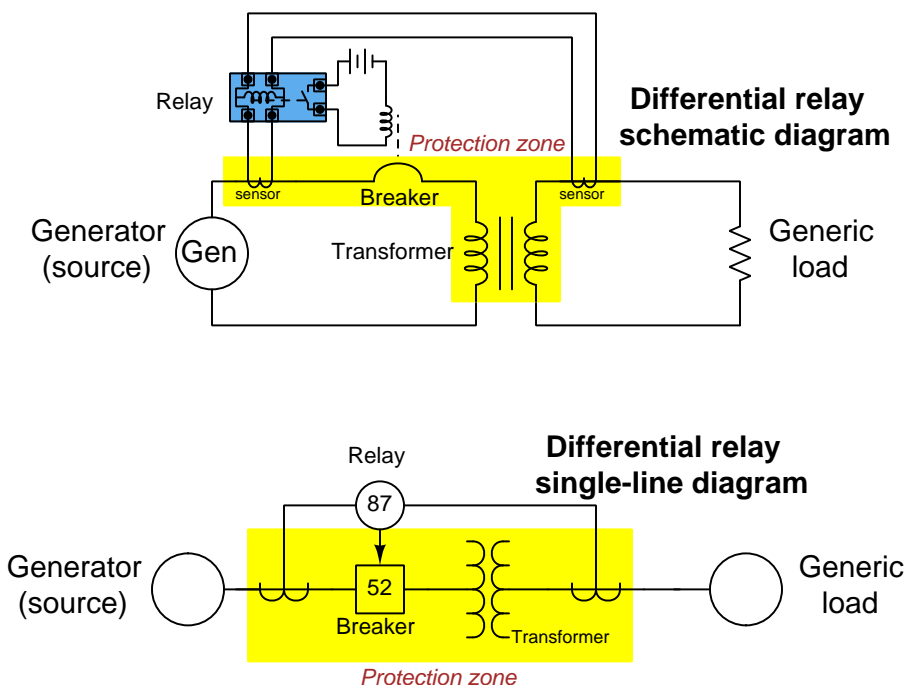 Relay
Differential relay
schematic diagram
Protection zone
sensor
Breaker
sensor
Generator
(source)
Gen
Transformer
Generic
load
Differential relay
single-line diagram
Relay
87
Generator
(source)
52
Breaker
Transformer
Generic
load
Protection zone